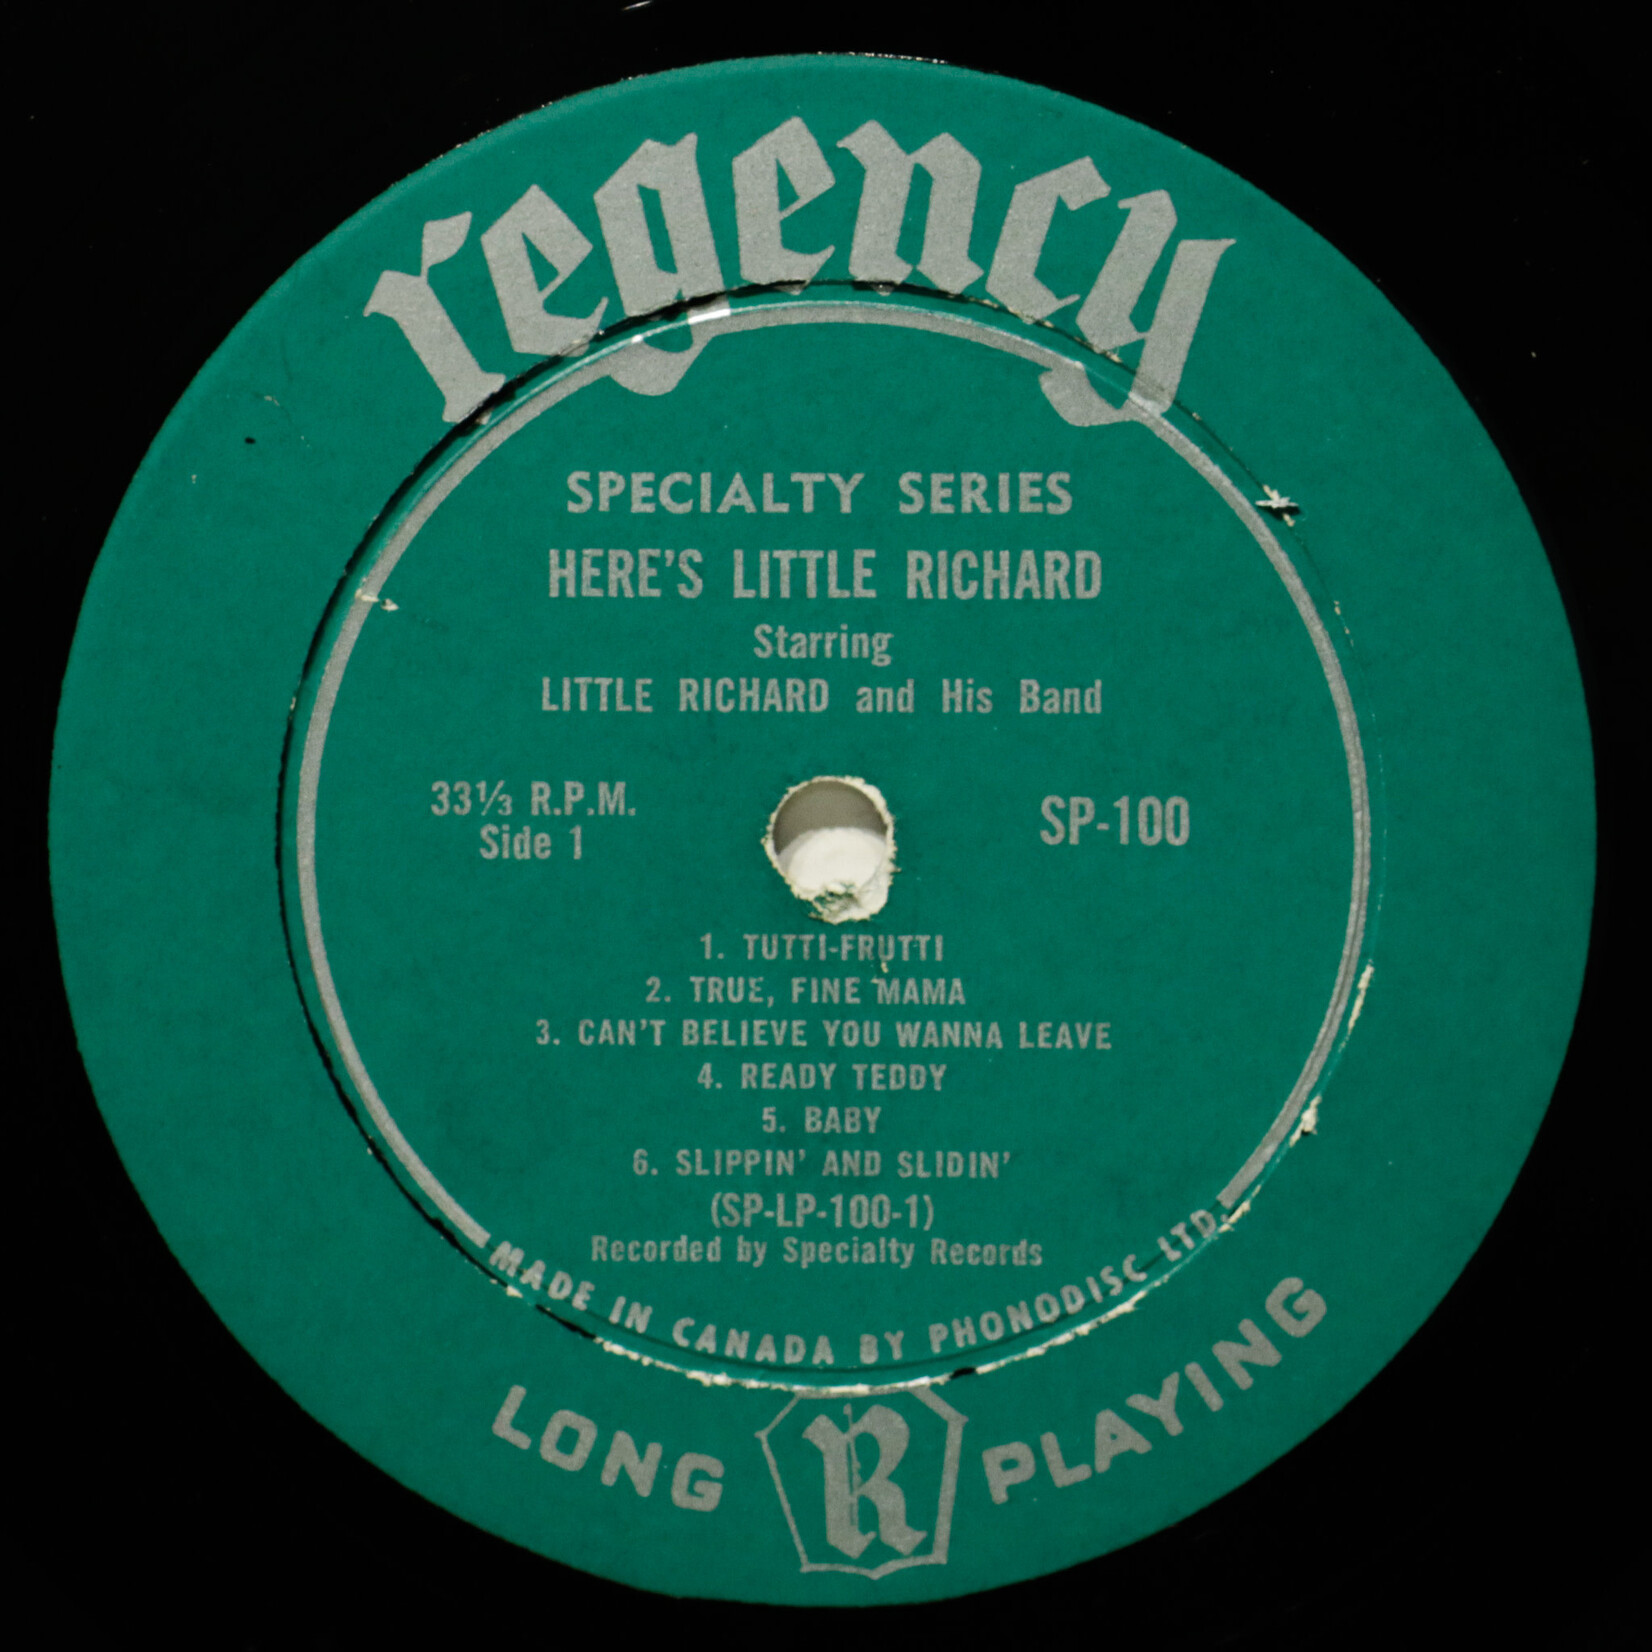 regency
SPECIALTY SERIES
HERE'S LITTLE RICHARD
Starring
LITTLE RICHARD and His Band
33⅓ R.P.M.
Side 1
SP-100
1. TUTTI-FRUTTI
2. TRUE, FINE MAMA
3. CAN'T BELIEVE YOU WANNA LEAVE
4. READY TEDDY
5. BABY
6. SLIPPIN' AND SLIDIN'
(SP-LP-100-1)
Recorded by Specialty Records
MADE IN CANADA BY PHONODISC LTD.
LONG R PLAYING